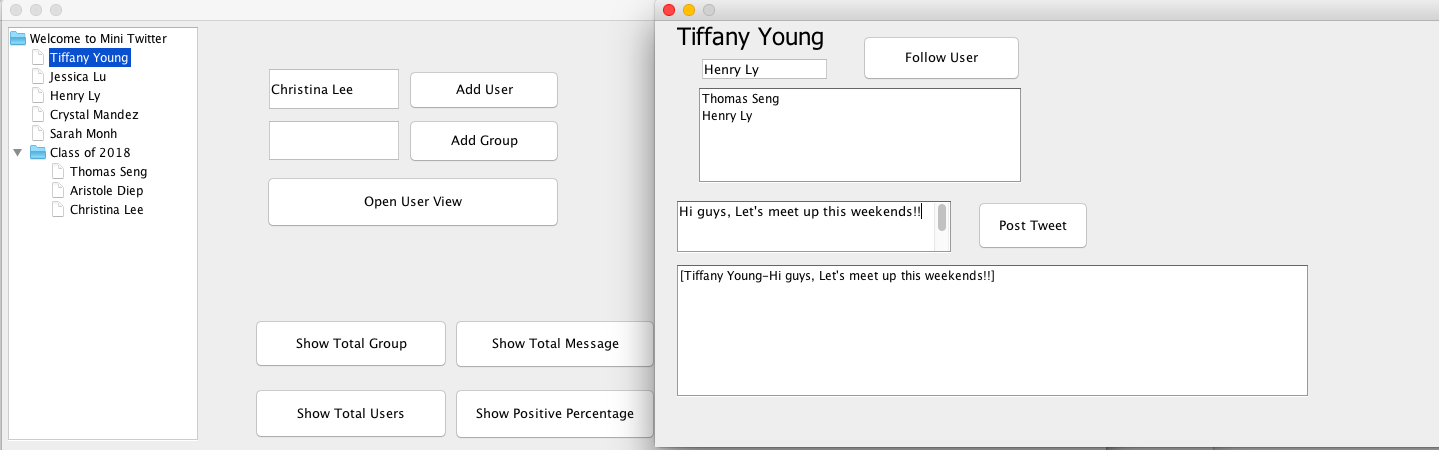 Welcome to Mini Twitter
Tiffany Young
Jessica Lu
Henry Ly
Crystal Mandez
Sarah Monh
Class of 2018
Thomas Seng
Aristole Diep
Christina Lee
Christina Lee
Add User
Add Group
Open User View
Show Total Group
Show Total Message
Show Total Users
Show Positive Percentage
Tiffany Young
Henry Ly
Follow User
Thomas Seng
Henry Ly
Hi guys, Let's meet up this weekends!!
Post Tweet
[Tiffany Young-Hi guys, Let's meet up this weekends!!]